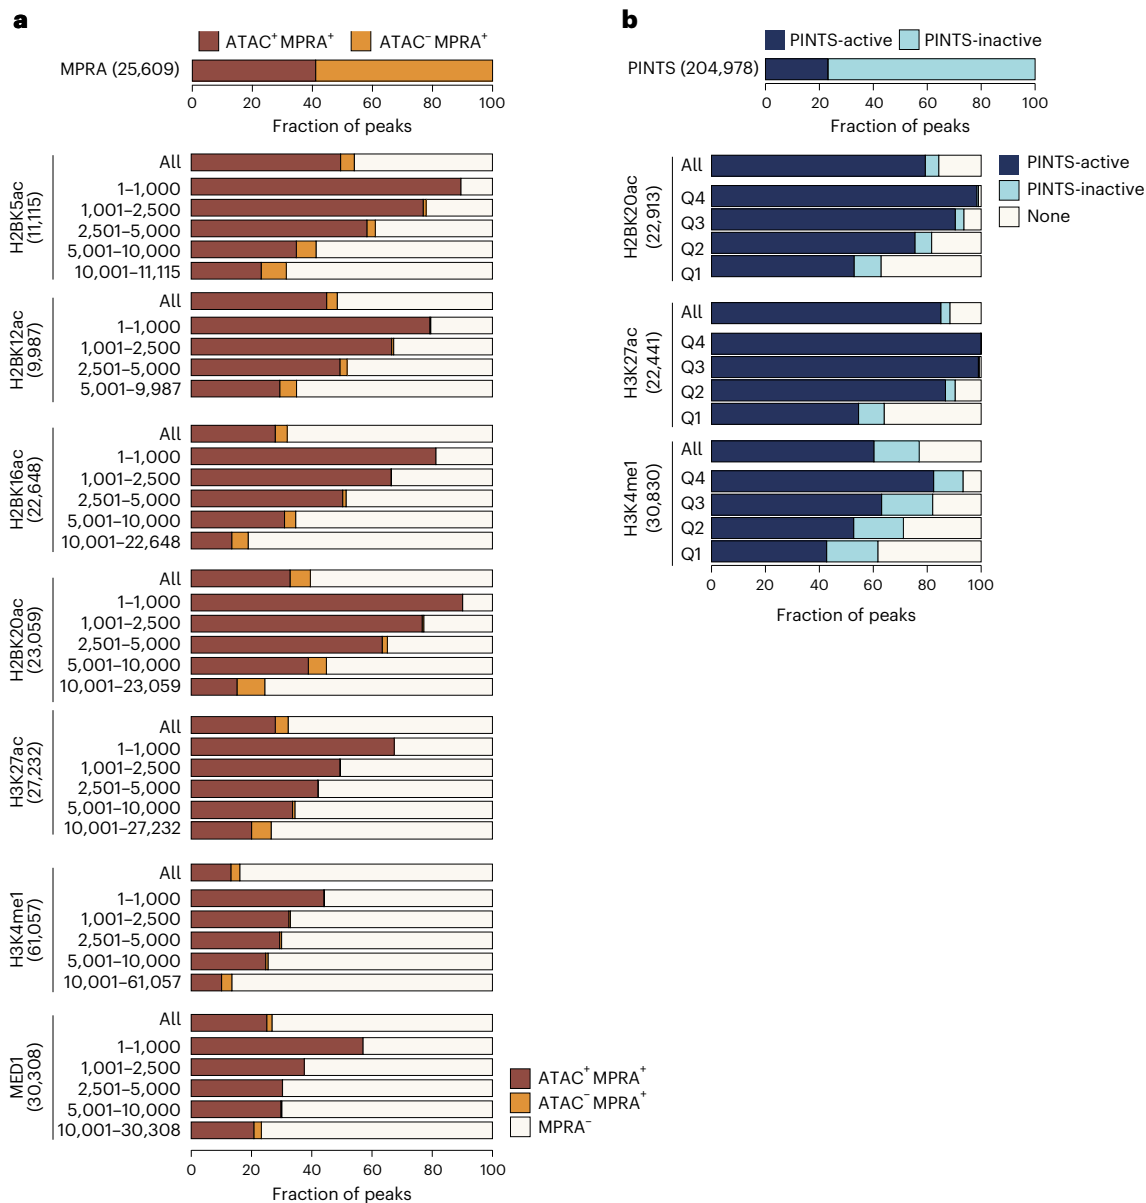 a
ATAC⁺MPRA⁺ ATAC⁻MPRA⁺
MPRA (25,609)
0 20 40 60 80 100
Fraction of peaks
H2BK5ac
(11,115)
All
1–1,000
1,001–2,500
2,501–5,000
5,001–10,000
10,001–11,115
H2BK12ac
(9,987)
All
1–1,000
1,001–2,500
2,501–5,000
5,001–9,987
H2BK16ac
(22,648)
All
1–1,000
1,001–2,500
2,501–5,000
5,001–10,000
10,001–22,648
H2BK20ac
(23,059)
All
1–1,000
1,001–2,500
2,501–5,000
5,001–10,000
10,001–23,059
H3K27ac
(27,232)
All
1–1,000
1,001–2,500
2,501–5,000
5,001–10,000
10,001–27,232
H3K4me1
(61,057)
All
1–1,000
1,001–2,500
2,501–5,000
5,001–10,000
10,001–61,057
MED1
(30,308)
All
1–1,000
1,001–2,500
2,501–5,000
5,001–10,000
10,001–30,308
0 20 40 60 80 100
Fraction of peaks
ATAC⁺MPRA⁺
ATAC⁻MPRA⁺
MPRA⁻
b
PINTS-active PINTS-inactive
PINTS (204,978)
0 20 40 60 80 100
Fraction of peaks
PINTS-active
PINTS-inactive
None
H2BK20ac
(22,913)
All
Q4
Q3
Q2
Q1
H3K27ac
(22,441)
All
Q4
Q3
Q2
Q1
H3K4me1
(30,830)
All
Q4
Q3
Q2
Q1
0 20 40 60 80 100
Fraction of peaks